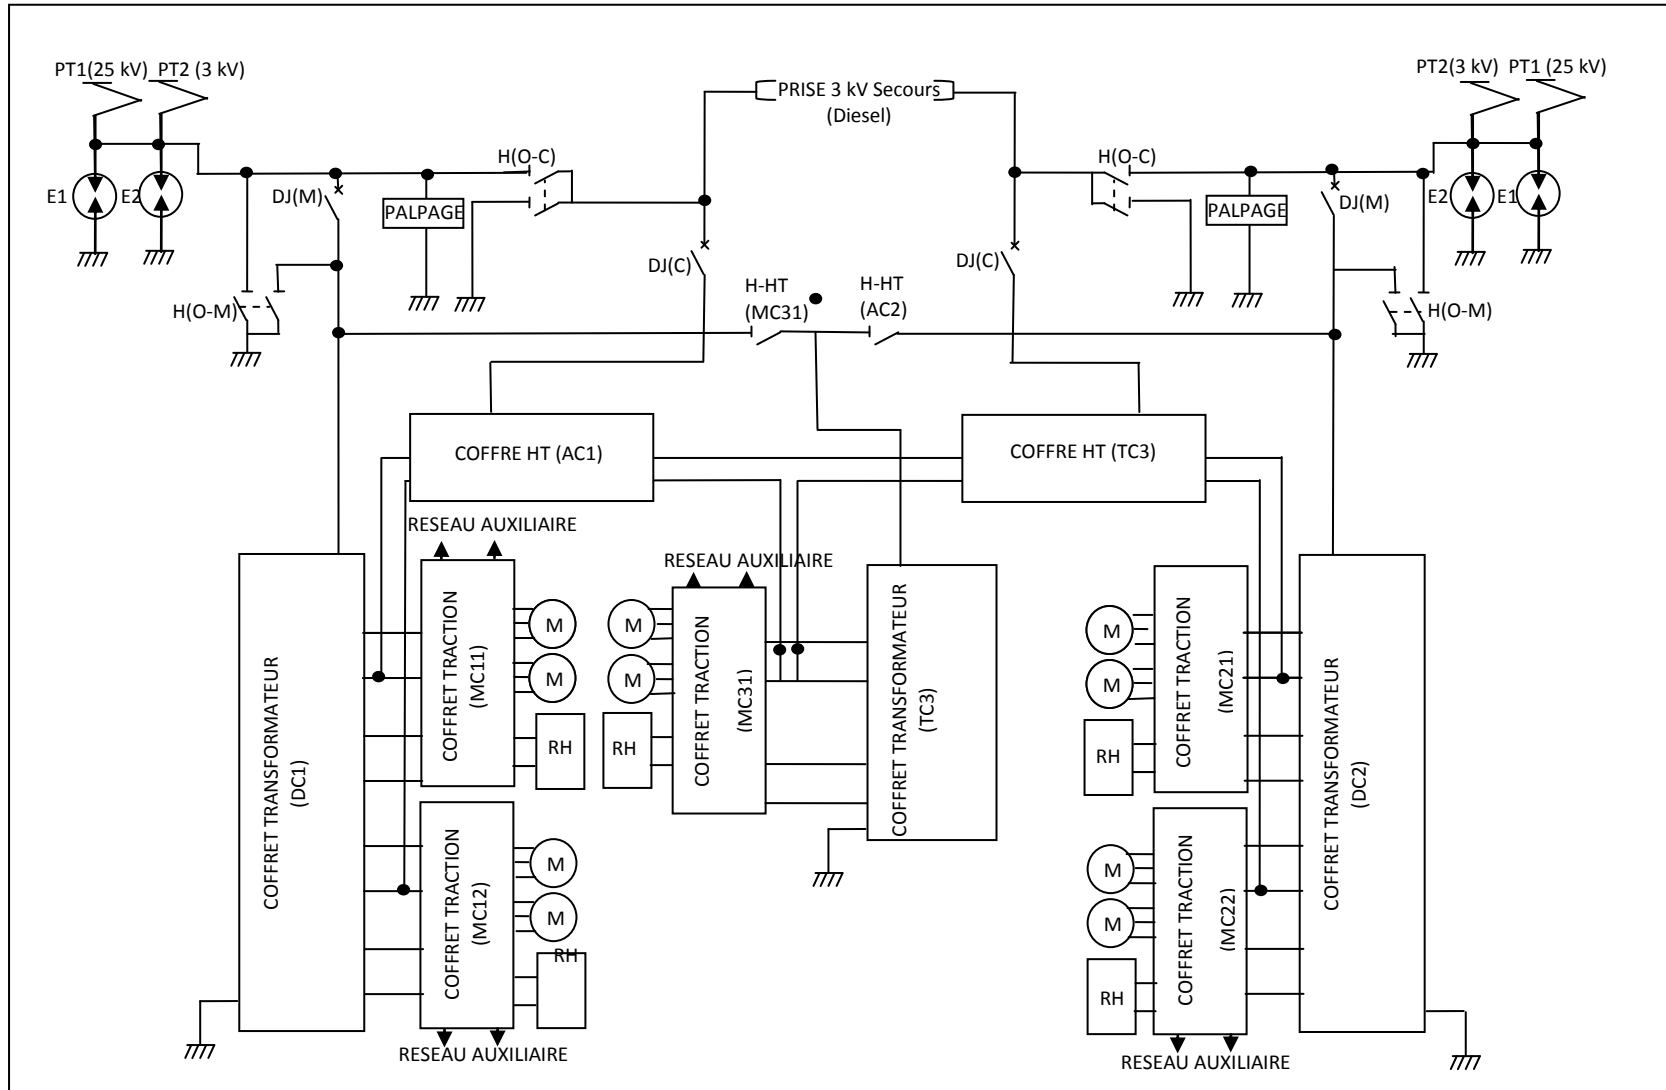 PT1(25 kV) PT2 (3 kV)
PRISE 3 kV Secours
(Diesel)
PT2(3 kV) PT1 (25 kV)
E1
E2
DJ(M)
PALPAGE
H(O-C)
H(O-C)
PALPAGE
DJ(M)
E2
E1
DJ(C)
DJ(C)
H(O-M)
H-HT
(MC31)
H-HT
(AC2)
H(O-M)
COFFRE HT (AC1)
COFFRE HT (TC3)
RESEAU AUXILIAIRE
RESEAU AUXILIAIRE
COFFRET TRANSFORMATEUR
(DC1)
COFFRET TRACTION
(MC11)
M
M
RH
M
M
RH
COFFRET TRACTION
(MC31)
COFFRET TRANSFORMATEUR
(TC3)
M
M
RH
COFFRET TRACTION
(MC21)
COFFRET TRANSFORMATEUR
(DC2)
COFFRET TRACTION
(MC12)
M
M
RH
M
M
RH
COFFRET TRACTION
(MC22)
RESEAU AUXILIAIRE
RESEAU AUXILIAIRE